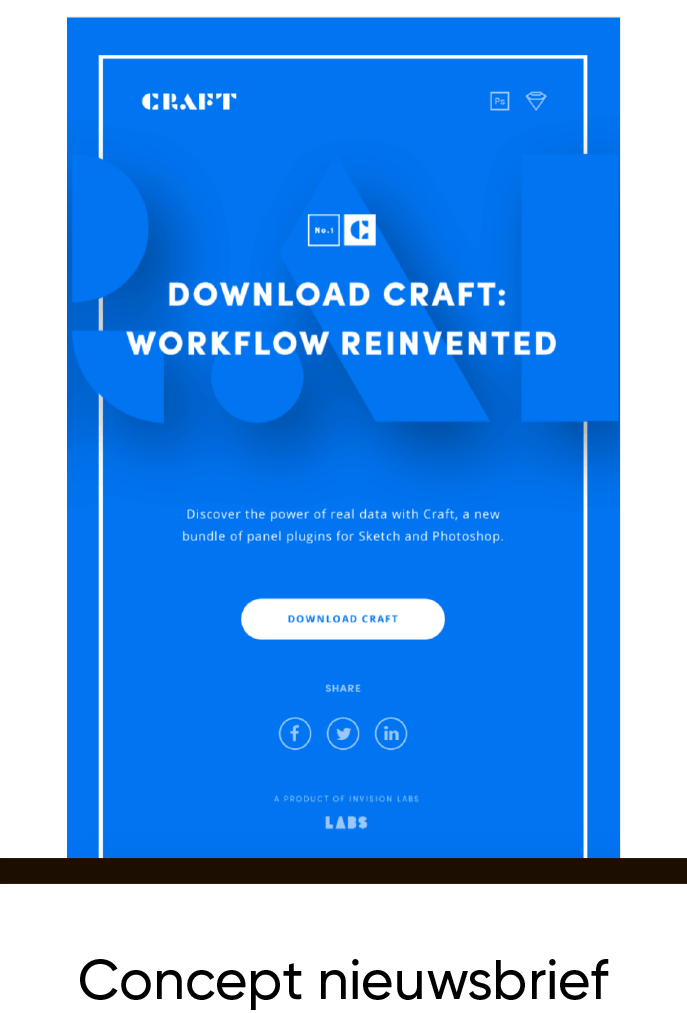 CRAFT
Ps
No.1 C
DOWNLOAD CRAFT:
WORKFLOW REINVENTED
Discover the power of real data with Craft, a new
bundle of panel plugins for Sketch and Photoshop.
DOWNLOAD CRAFT
SHARE
f in
A PRODUCT OF INVISION LABS
LABS
Concept nieuwsbrief